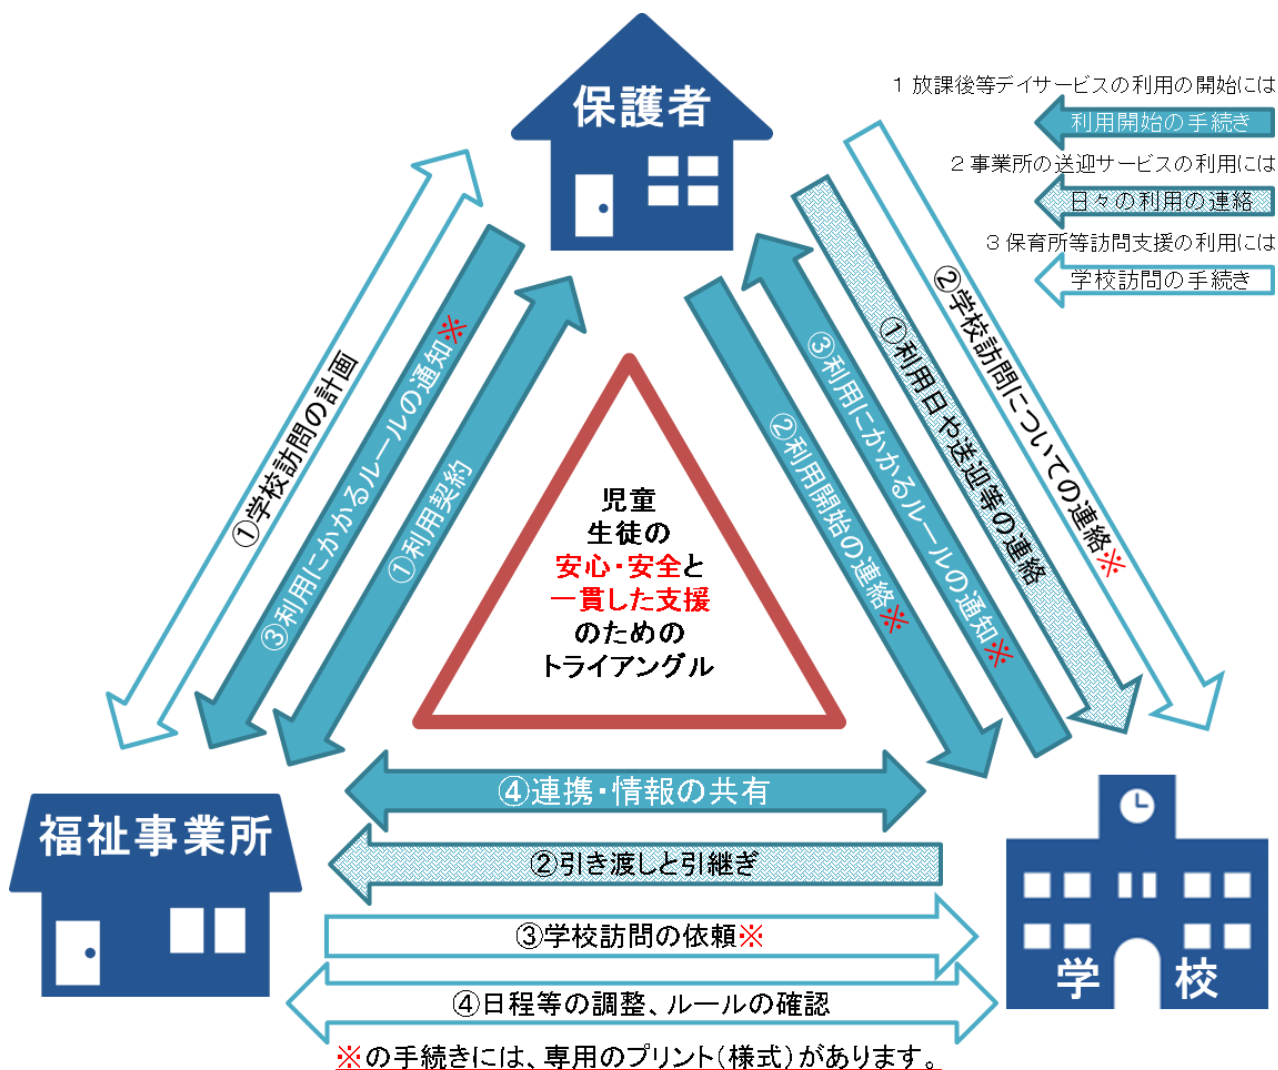 保護者
1 放課後等デイサービスの利用の開始には
利用開始の手続き
2 事業所の送迎サービスの利用には
日々の利用の連絡
3 保育所等訪問支援の利用には
学校訪問の手続き
①学校訪問の計画
③利用にかかるルールの通知※
①利用契約
②利用開始の連絡※
③利用にかかるルールの通知※
①利用日や送迎等の連絡
②学校訪問についての連絡※
児童
生徒の
安心・安全と
一貫した支援
のための
トライアングル
福祉事業所
学校
④連携・情報の共有
②引き渡しと引継ぎ
③学校訪問の依頼※
④日程等の調整、ルールの確認
※の手続きには、専用のプリント(様式)があります。